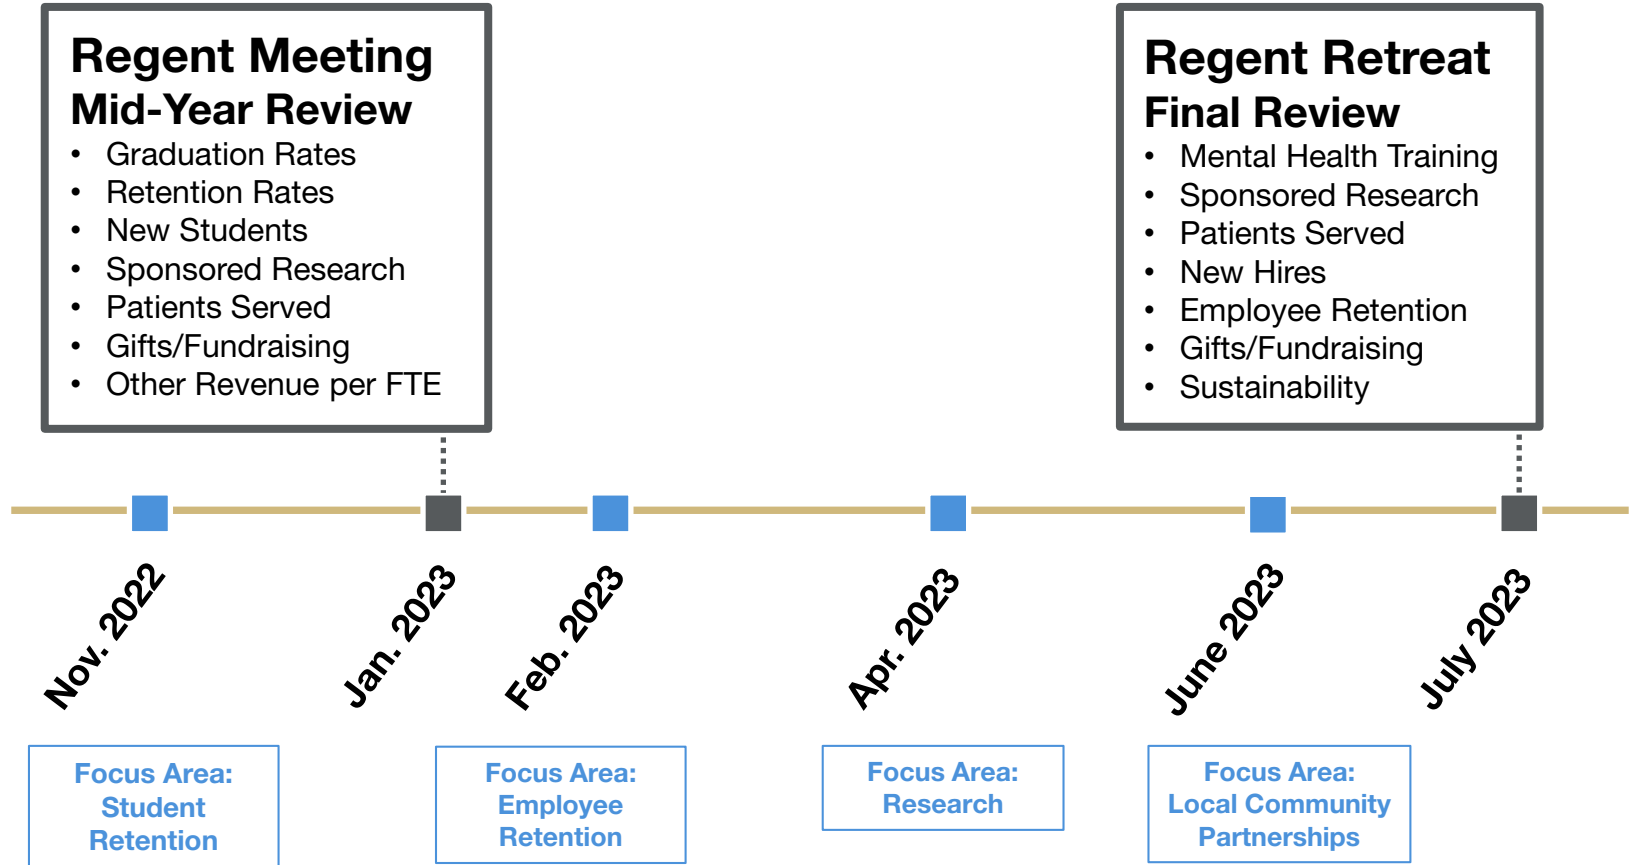 Regent Meeting
Mid-Year Review
• Graduation Rates
• Retention Rates
• New Students
• Sponsored Research
• Patients Served
• Gifts/Fundraising
• Other Revenue per FTE
Regent Retreat
Final Review
• Mental Health Training
• Sponsored Research
• Patients Served
• New Hires
• Employee Retention
• Gifts/Fundraising
• Sustainability
Nov. 2022
Jan. 2023
Feb. 2023
Apr. 2023
June 2023
July 2023
Focus Area:
Student
Retention
Focus Area:
Employee
Retention
Focus Area:
Research
Focus Area:
Local Community
Partnerships